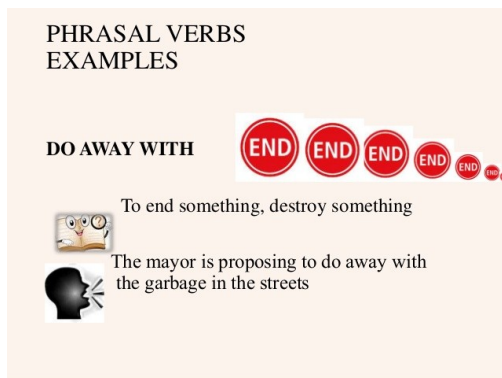 PHRASAL VERBS
EXAMPLES
DO AWAY WITH
END END END END END END
To end something, destroy something
The mayor is proposing to do away with
the garbage in the streets